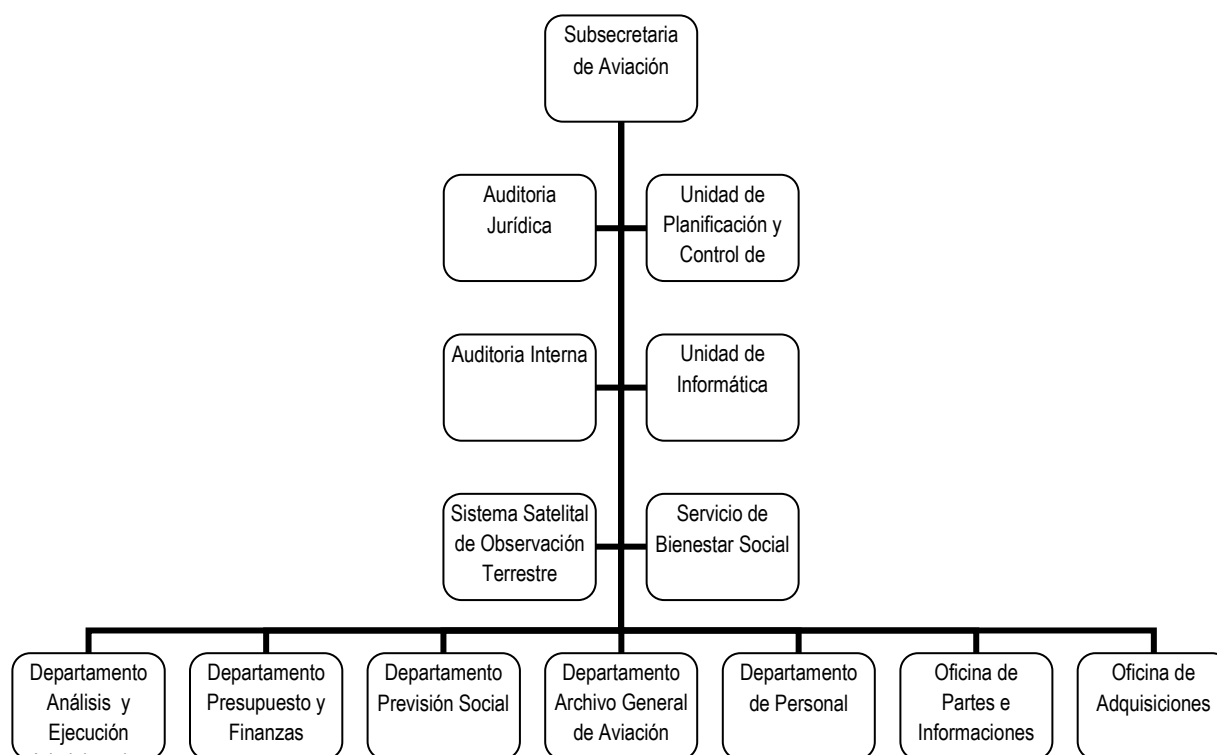 Subsecretaria
de Aviación
Auditoria
Jurídica
Unidad de
Planificación y
Control de
Auditoria Interna
Unidad de
Informática
Sistema Satelital
de Observación
Terrestre
Servicio de
Bienestar Social
Departamento
Análisis y
Ejecución
Departamento
Presupuesto y
Finanzas
Departamento
Previsión Social
Departamento
Archivo General
de Aviación
Departamento
de Personal
Oficina de
Partes e
Informaciones
Oficina de
Adquisiciones